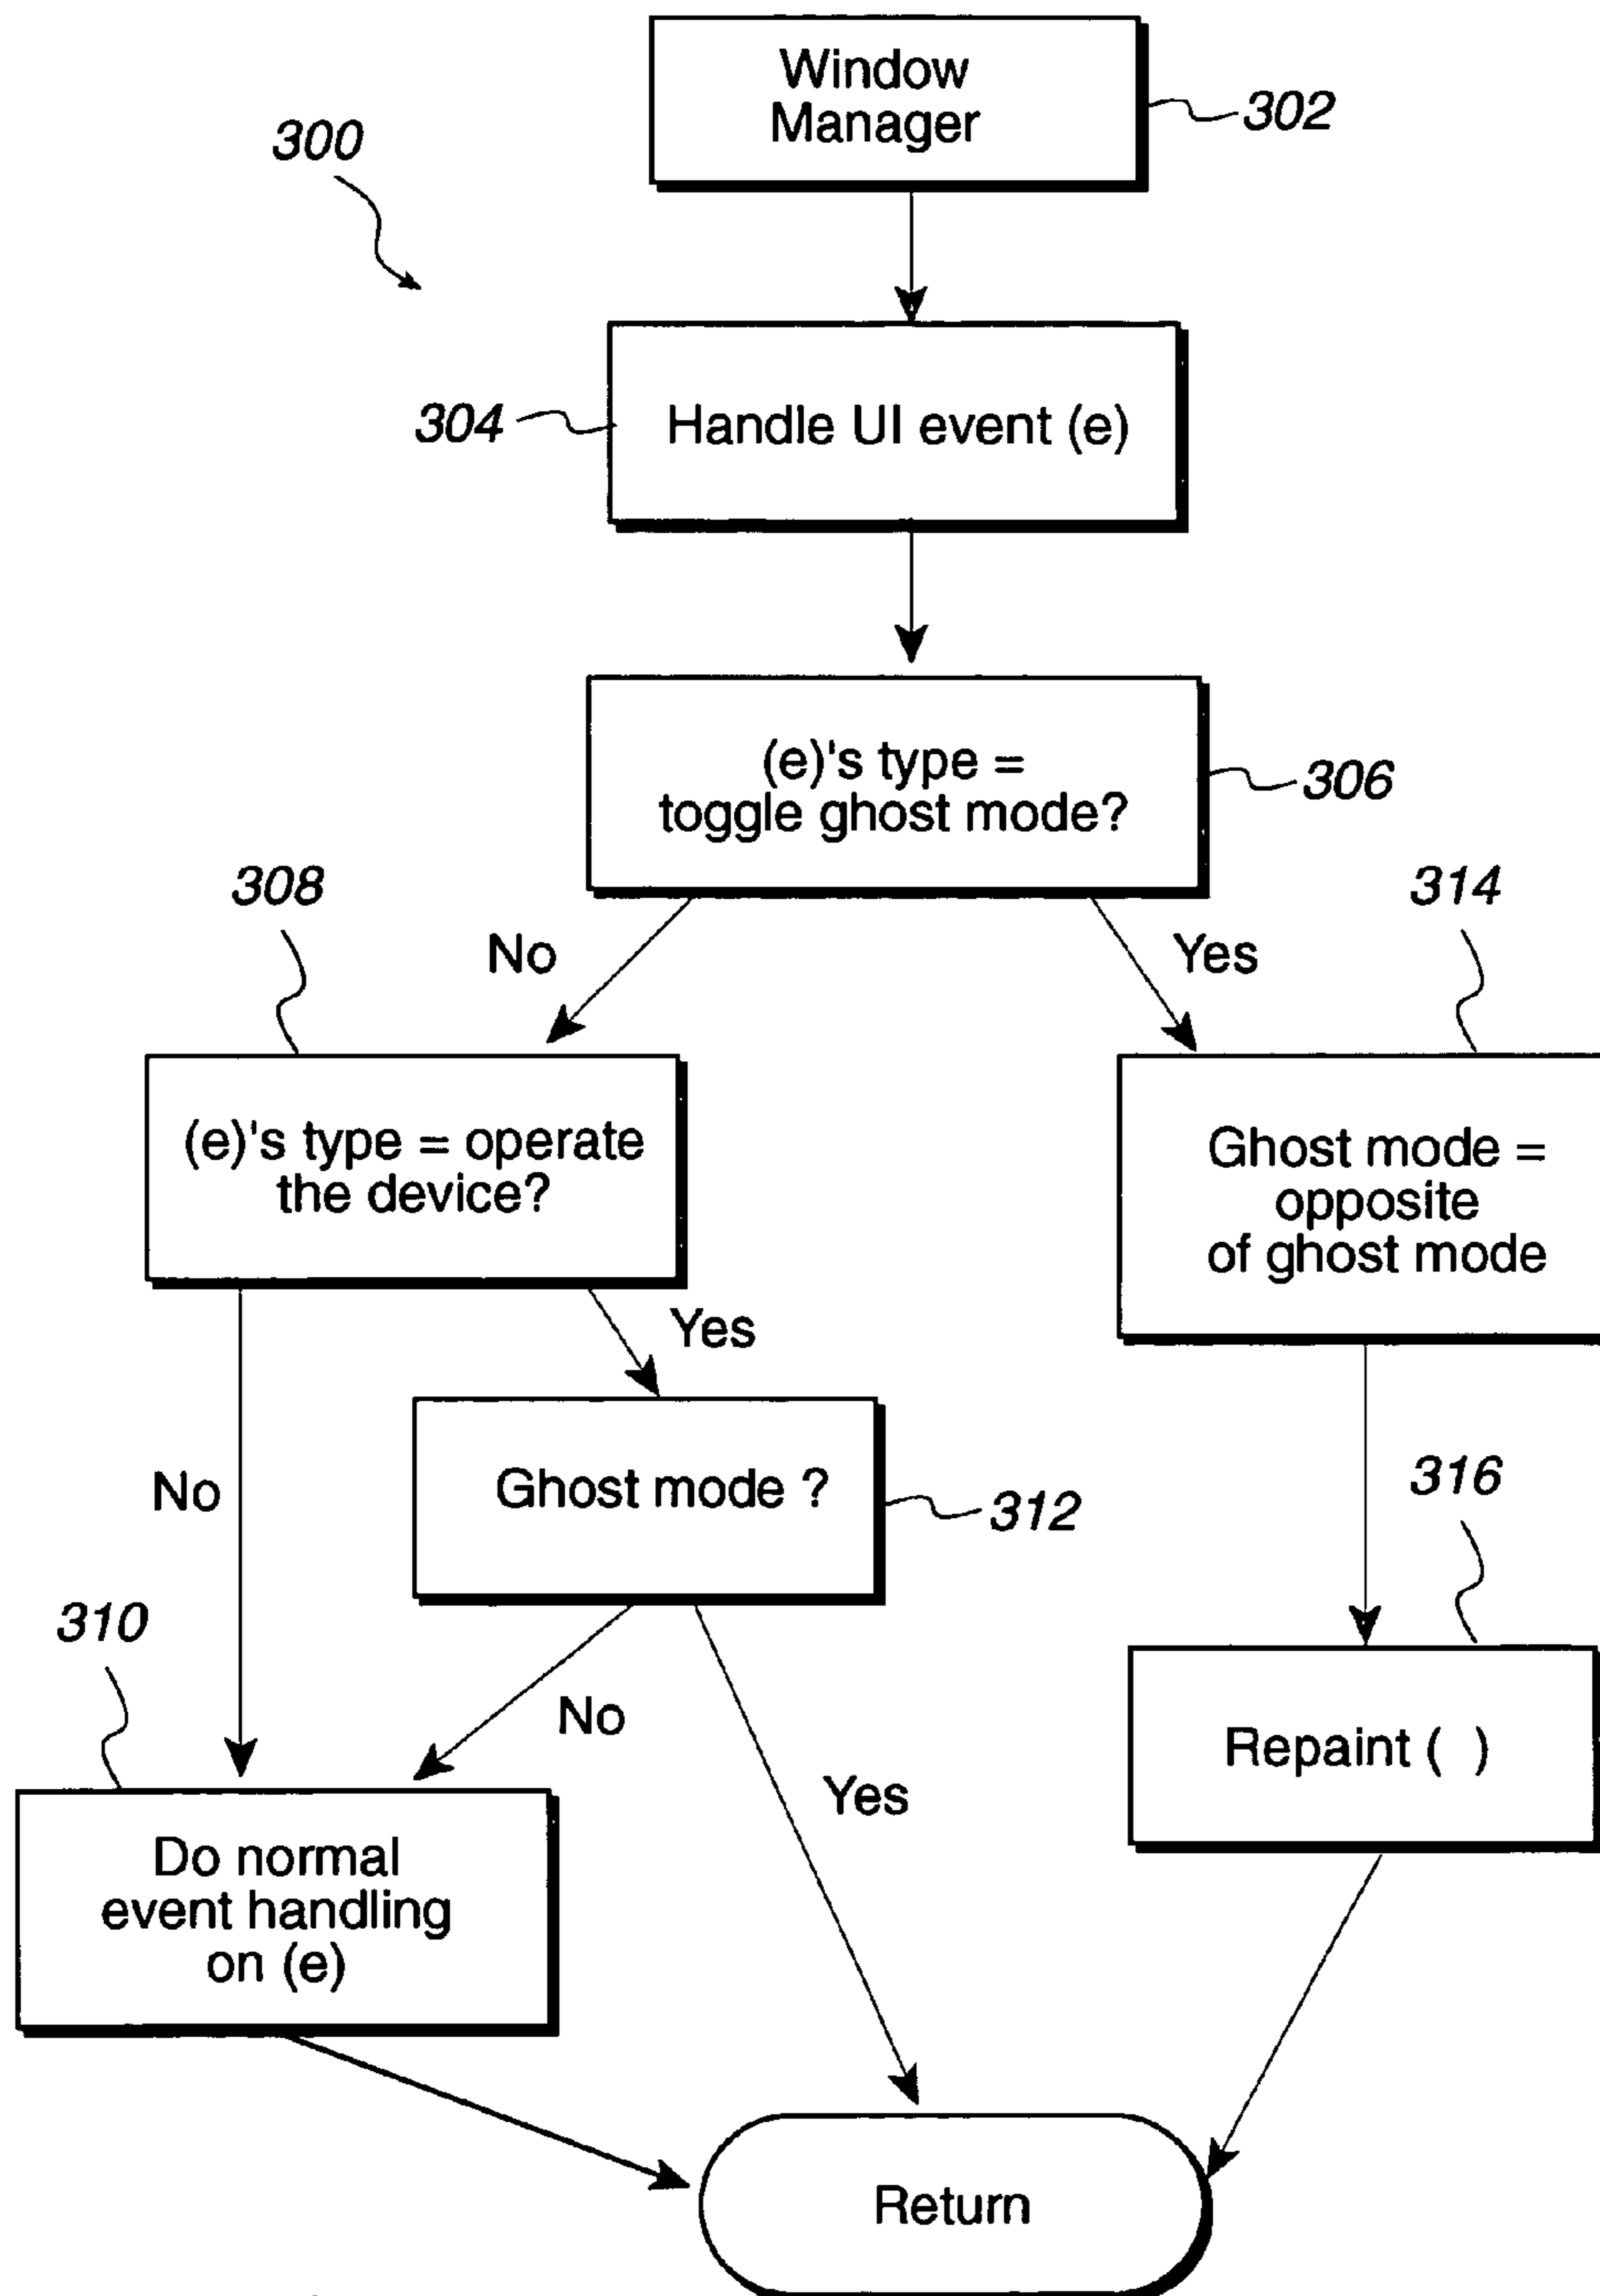 Window
Manager
302
300
304
Handle UI event (e)
(e)'s type =
toggle ghost mode?
306
308
No
Yes
314
(e)'s type = operate
the device?
Ghost mode =
opposite
of ghost mode
Yes
No
Ghost mode ?
312
316
310
No
Yes
Repaint ( )
Do normal
event handling
on (e)
Return